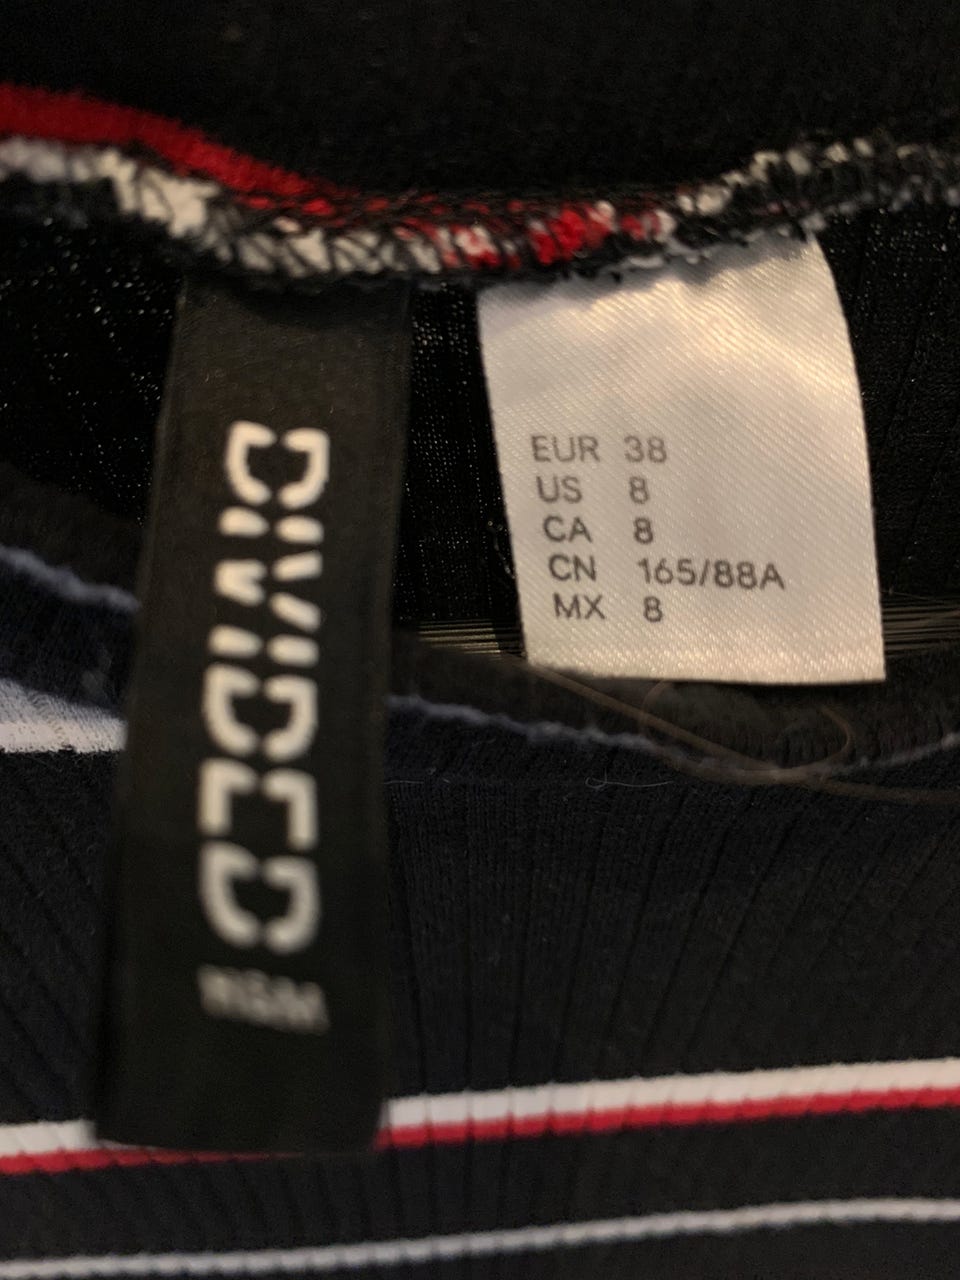 DIVIDED
H&M
EUR 38
US 8
CA 8
CN 165/88A
MX 8